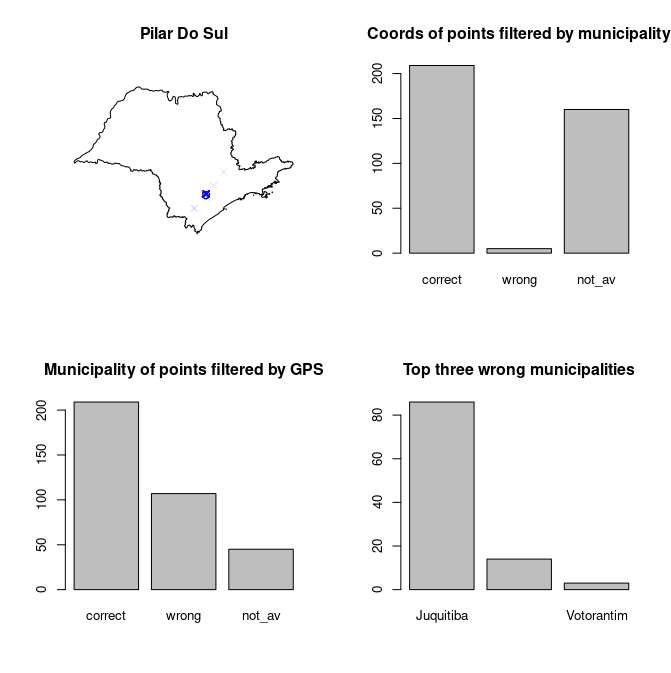 Pilar Do Sul
Coords of points filtered by municipality
200
150
100
50
0
correct wrong not_av
Municipality of points filtered by GPS
200
150
100
50
0
correct wrong not_av
Top three wrong municipalities
80
60
40
20
0
Juquitiba Votorantim